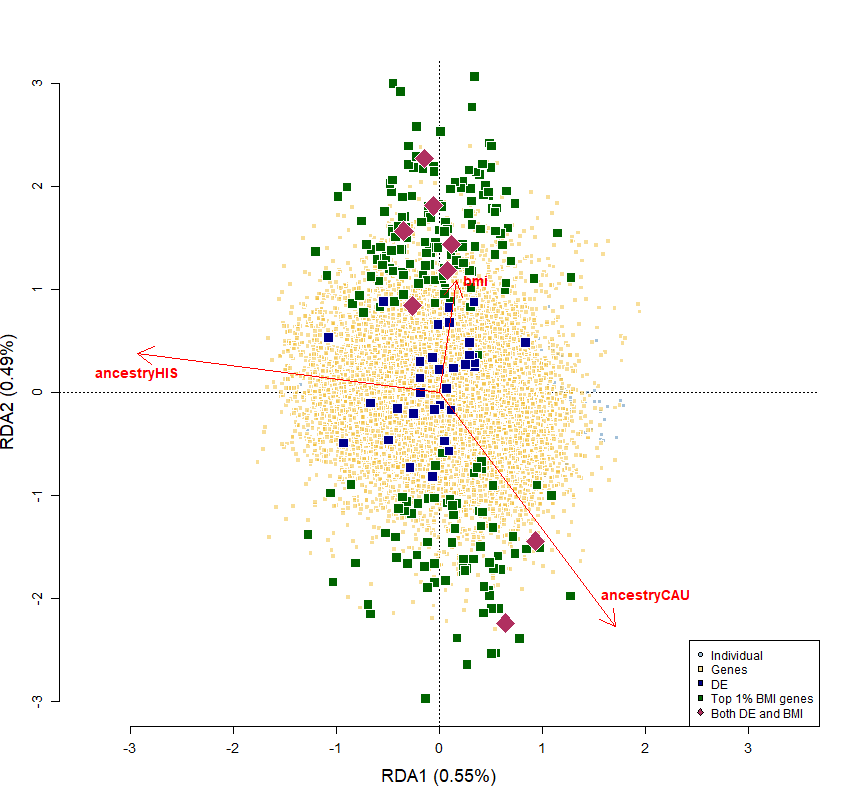 3
2
1
0
-1
-2
-3
RDA2 (0.49%)
bmi
ancestryHIS
ancestryCAU
Individual
Genes
DE
Top 1% BMI genes
Both DE and BMI
-3 -2 -1 0 1 2 3
RDA1 (0.55%)